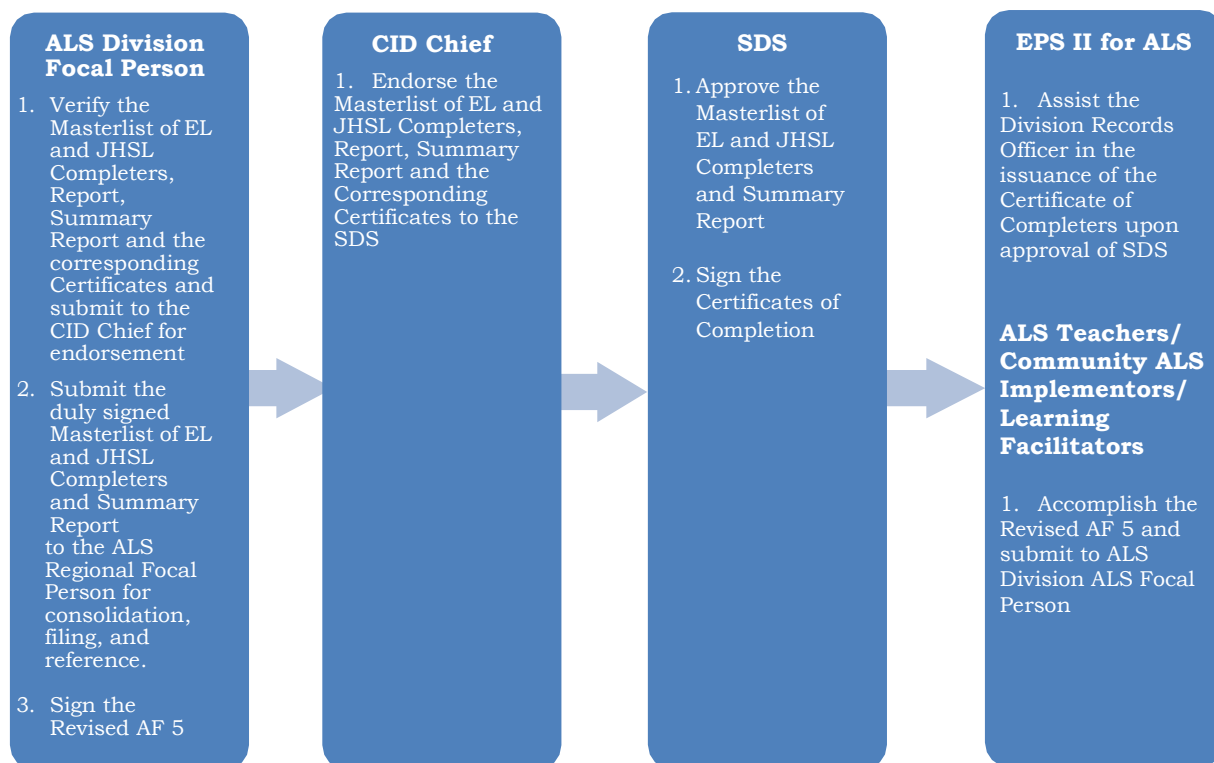 ALS Division
Focal Person
1. Verify the
Masterlist of EL
and JHSL
Completers,
Report,
Summary
Report and the
corresponding
Certificates and
submit to the
CID Chief for
endorsement
2. Submit the
duly signed
Masterlist of EL
and JHSL
Completers
and Summary
Report
to the ALS
Regional Focal
Person for
consolidation,
filing, and
reference.
3. Sign the
Revised AF 5
CID Chief
1. Endorse the
Masterlist of EL and
JHSL Completers,
Report, Summary
Report and the
Corresponding
Certificates to the
SDS
SDS
1. Approve the
Masterlist of
EL and JHSL
Completers
and Summary
Report
2. Sign the
Certificates of
Completion
EPS II for ALS
1. Assist the
Division Records
Officer in the
issuance of the
Certificate of
Completers upon
approval of SDS
ALS Teachers/
Community ALS
Implementors/
Learning
Facilitators
1. Accomplish the
Revised AF 5 and
submit to ALS
Division ALS Focal
Person